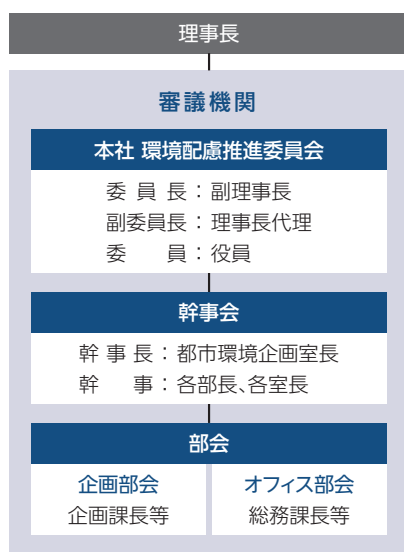 理事長
審議機関
本社 環境配慮推進委員会
委員長：副理事長
副委員長：理事長代理
委　　員：役員
幹事会
幹事長：都市環境企画室長
幹　事：各部長、各室長
部会
企画部会
企画課長等
オフィス部会
総務課長等